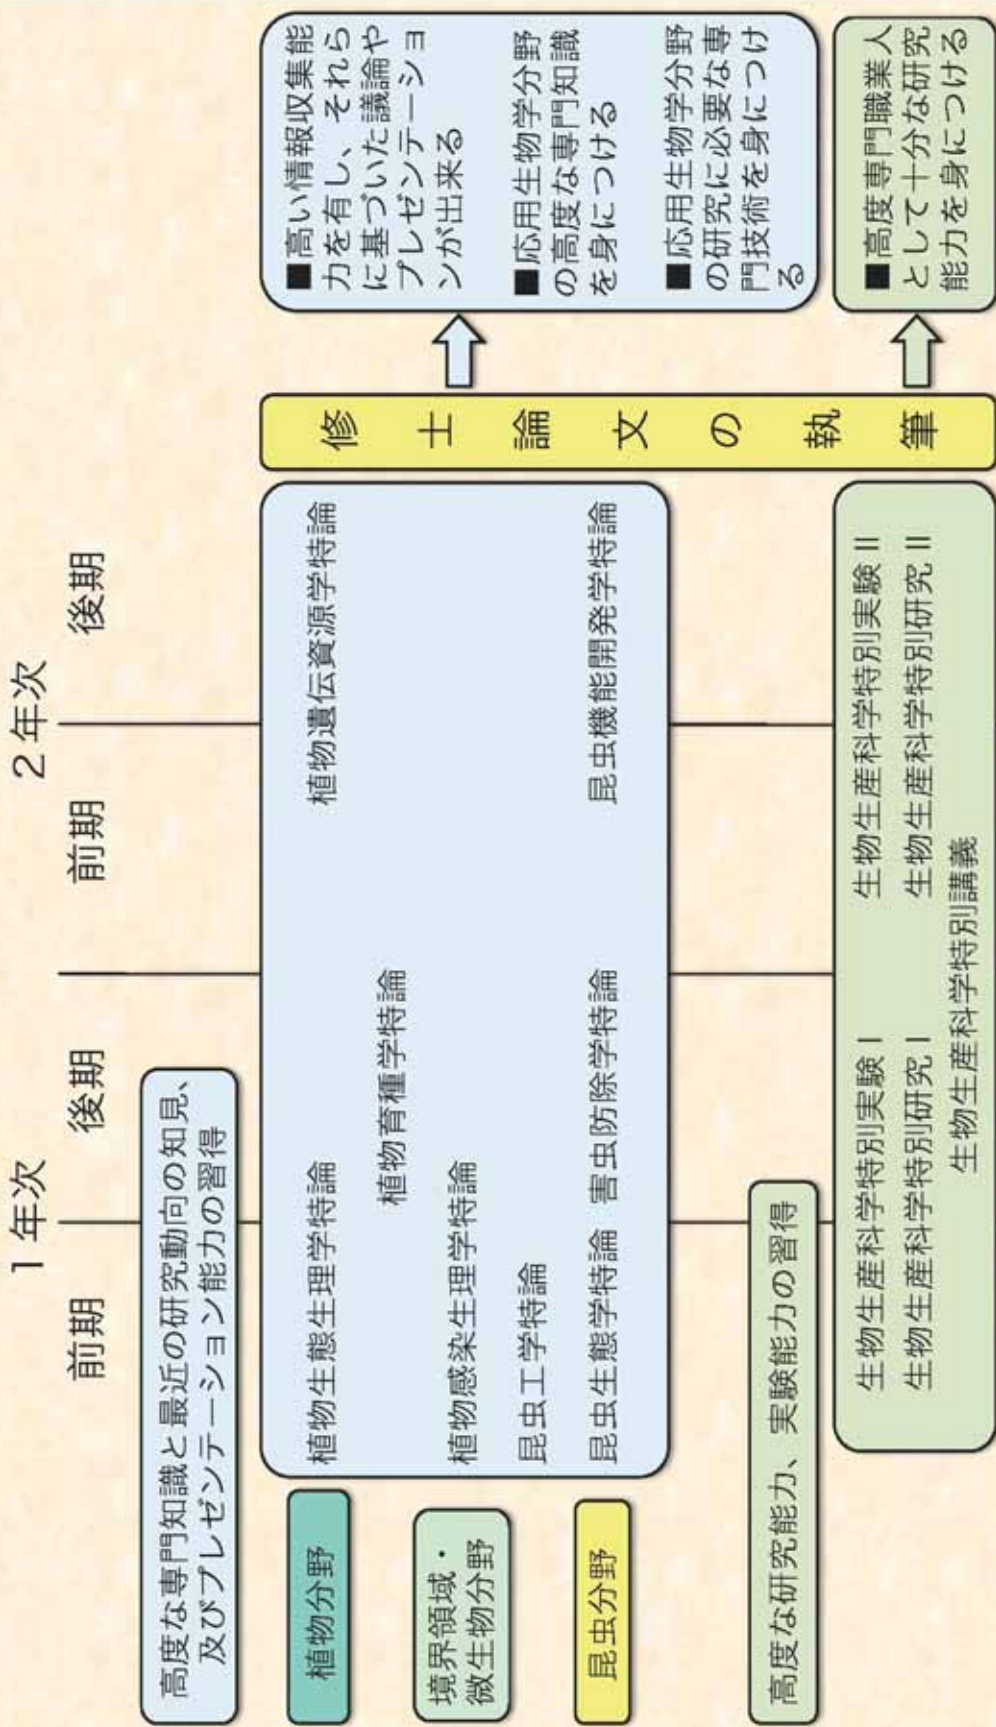 1年次
2年次
前期
後期
前期
後期
高度な専門知識と最近の研究動向の知見、
及びプレゼンテーション能力の習得
植物分野
植物生態生理学特論
植物遺伝資源学特論
植物育種学特論
境界領域・
微生物分野
植物感染生理学特論
昆虫工学特論
昆虫分野
昆虫生態学特論
害虫防除学特論
昆虫機能開発学特論
高度な研究能力、実験能力の習得
生物生産科学特別実験Ⅰ
生物生産科学特別実験Ⅱ
生物生産科学特別研究Ⅰ
生物生産科学特別研究Ⅱ
生物生産科学特別講義
修士論文の執筆
■高い情報収集能
力を有し、それら
に基づいた議論や
プレゼンテーショ
ンが出来る
■応用生物学分野
の高度な専門知識
を身につける
■応用生物学分野
の研究に必要な専
門技術を身につけ
る
■高度専門職業人
として十分な研究
能力を身につける